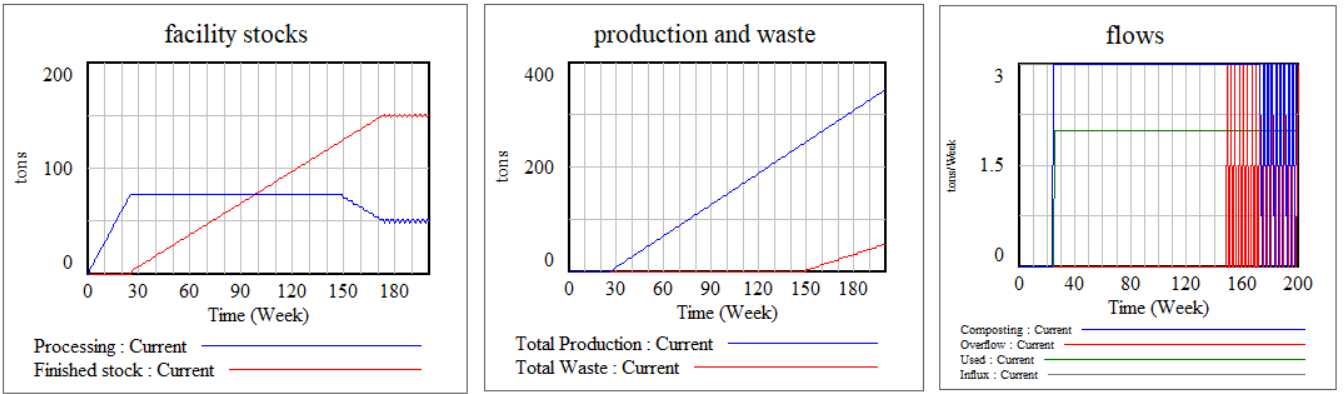 facility stocks
200
100
0
tons
0 30 60 90 120 150 180
Time (Week)
Processing : Current
Finished stock : Current
production and waste
400
200
0
tons
0 30 60 90 120 150 180
Time (Week)
Total Production : Current
Total Waste : Current
flows
3
1.5
0
tons/Week
0 40 80 120 160 200
Time (Week)
Composting : Current
Overflow : Current
Used : Current
Influx : Current